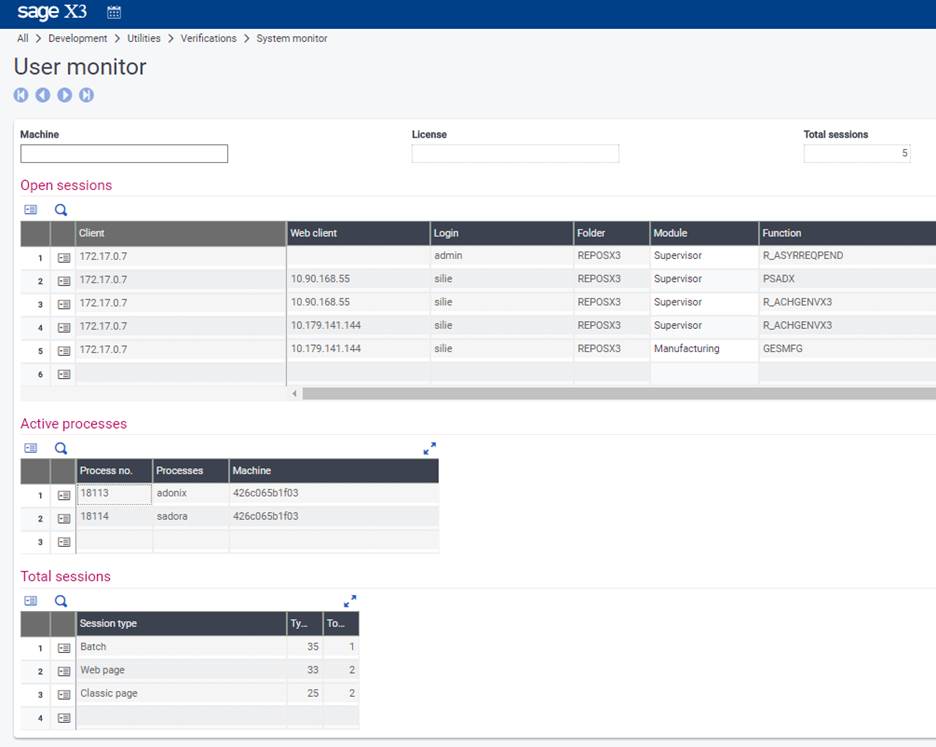 sage X3
All > Development > Utilities > Verifications > System monitor
User monitor
Machine License Total sessions
5
Open sessions
Client Web client Login Folder Module Function
1 172.17.0.7 admin REPOSX3 Supervisor R_ASYRREQPEND
2 172.17.0.7 10.90.168.55 silie REPOSX3 Supervisor PSADX
3 172.17.0.7 10.90.168.55 silie REPOSX3 Supervisor R_ACHGENVX3
4 172.17.0.7 10.179.141.144 silie REPOSX3 Supervisor R_ACHGENVX3
5 172.17.0.7 10.179.141.144 silie REPOSX3 Manufacturing GESMFG
6
Active processes
Process no. Processes Machine
1 18113 adonix 426c065b1f03
2 18114 sadora 426c065b1f03
3
Total sessions
Session type Ty... To...
1 Batch 35 1
2 Web page 33 2
3 Classic page 25 2
4